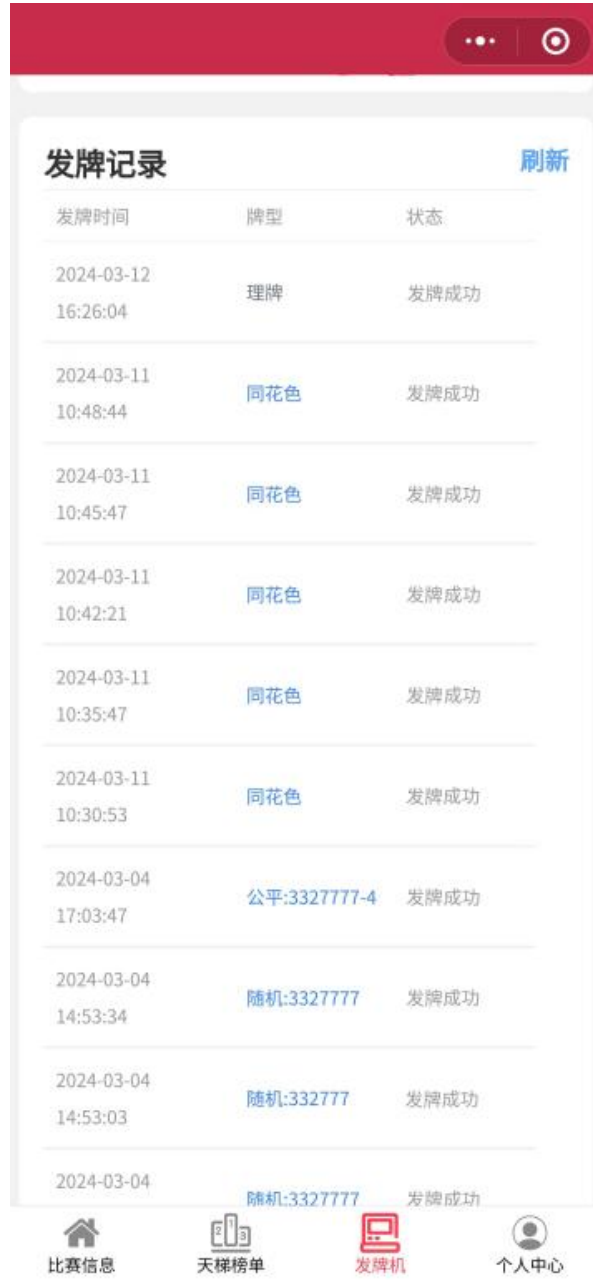 发牌记录 刷新
发牌时间 牌型 状态
2024-03-12
理牌 发牌成功
16:26:04
2024-03-11
同花色 发牌成功
10:48:44
2024-03-11
同花色 发牌成功
10:45:47
2024-03-11
同花色 发牌成功
10:42:21
2024-03-11
同花色 发牌成功
10:35:47
2024-03-11
同花色 发牌成功
10:30:53
2024-03-04
公平:3327777-4 发牌成功
17:03:47
2024-03-04
随机:3327777 发牌成功
14:53:34
2024-03-04
随机:332777 发牌成功
14:53:03
2024-03-04
随机:3327777 发牌成功
比赛信息 天梯榜单 发牌机 个人中心